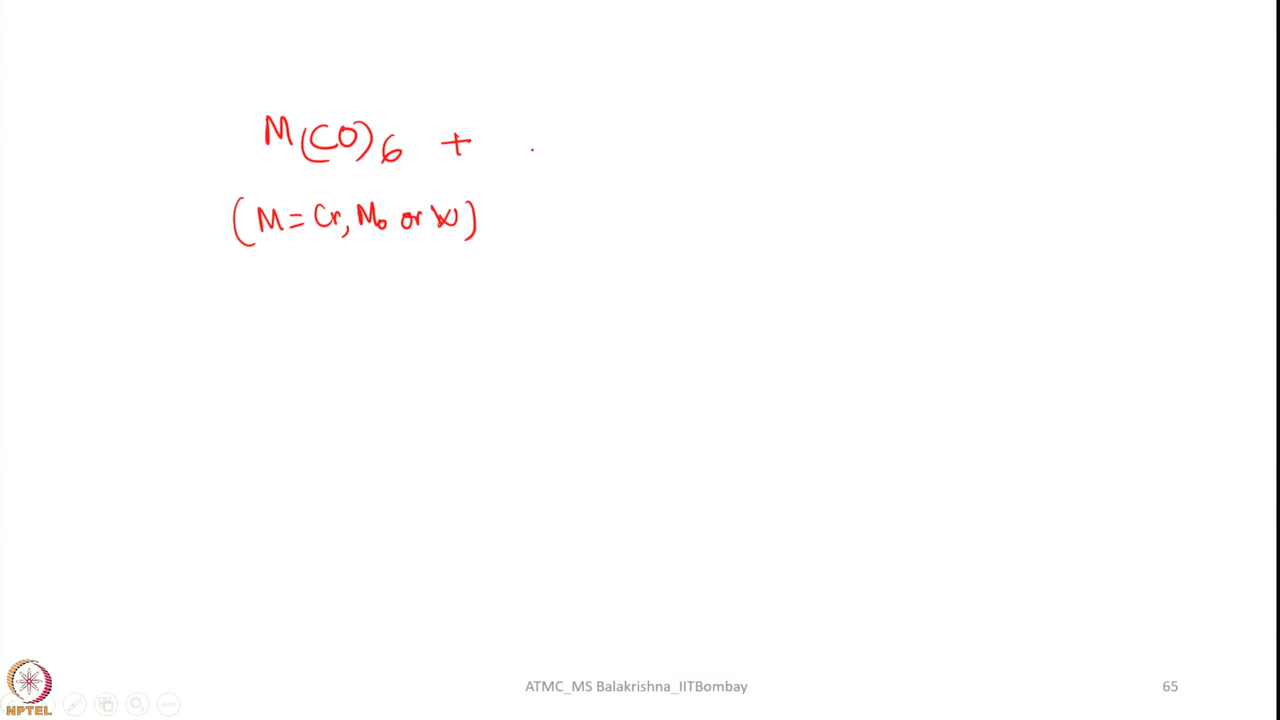 M(CO)6 +
(M = Cr, Mo or W)
NPTEL
ATMC_MS Balakrishna_IITBombay
65